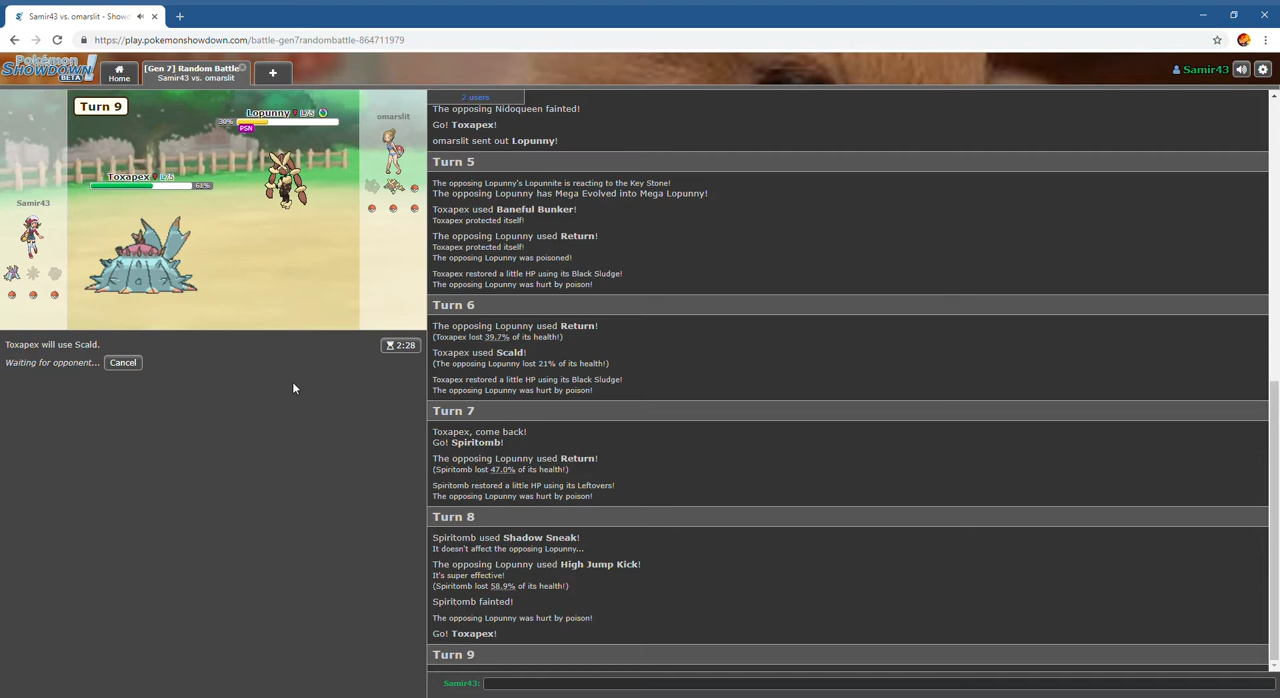 Samir43 vs. omarslit - Showd
https://play.pokemonshowdown.com/battle-gen7randombattle-864711979
Pokémon
SHOWDOWN!
BETA
Home
[Gen 7] Random Battle
Samir43 vs. omarslit
+
Samir43
Turn 9
Lopunny
30%
PSN
Toxapex
61%
omarslit
Samir43
Toxapex will use Scald.
2:28
Waiting for opponent...
Cancel
2 users
The opposing Nidoqueen fainted!
Go! Toxapex!
omarslit sent out Lopunny!
Turn 5
The opposing Lopunny's Lopunnite is reacting to the Key Stone!
The opposing Lopunny has Mega Evolved into Mega Lopunny!
Toxapex used Baneful Bunker!
Toxapex protected itself!
The opposing Lopunny used Return!
Toxapex protected itself!
The opposing Lopunny was poisoned!
Toxapex restored a little HP using its Black Sludge!
The opposing Lopunny was hurt by poison!
Turn 6
The opposing Lopunny used Return!
(Toxapex lost 39.7% of its health!)
Toxapex used Scald!
(The opposing Lopunny lost 21% of its health!)
Toxapex restored a little HP using its Black Sludge!
The opposing Lopunny was hurt by poison!
Turn 7
Toxapex, come back!
Go! Spiritomb!
The opposing Lopunny used Return!
(Spiritomb lost 47.0% of its health!)
Spiritomb restored a little HP using its Leftovers!
The opposing Lopunny was hurt by poison!
Turn 8
Spiritomb used Shadow Sneak!
It doesn't affect the opposing Lopunny...
The opposing Lopunny used High Jump Kick!
It's super effective!
(Spiritomb lost 58.9% of its health!)
Spiritomb fainted!
The opposing Lopunny was hurt by poison!
Go! Toxapex!
Turn 9
Samir43: